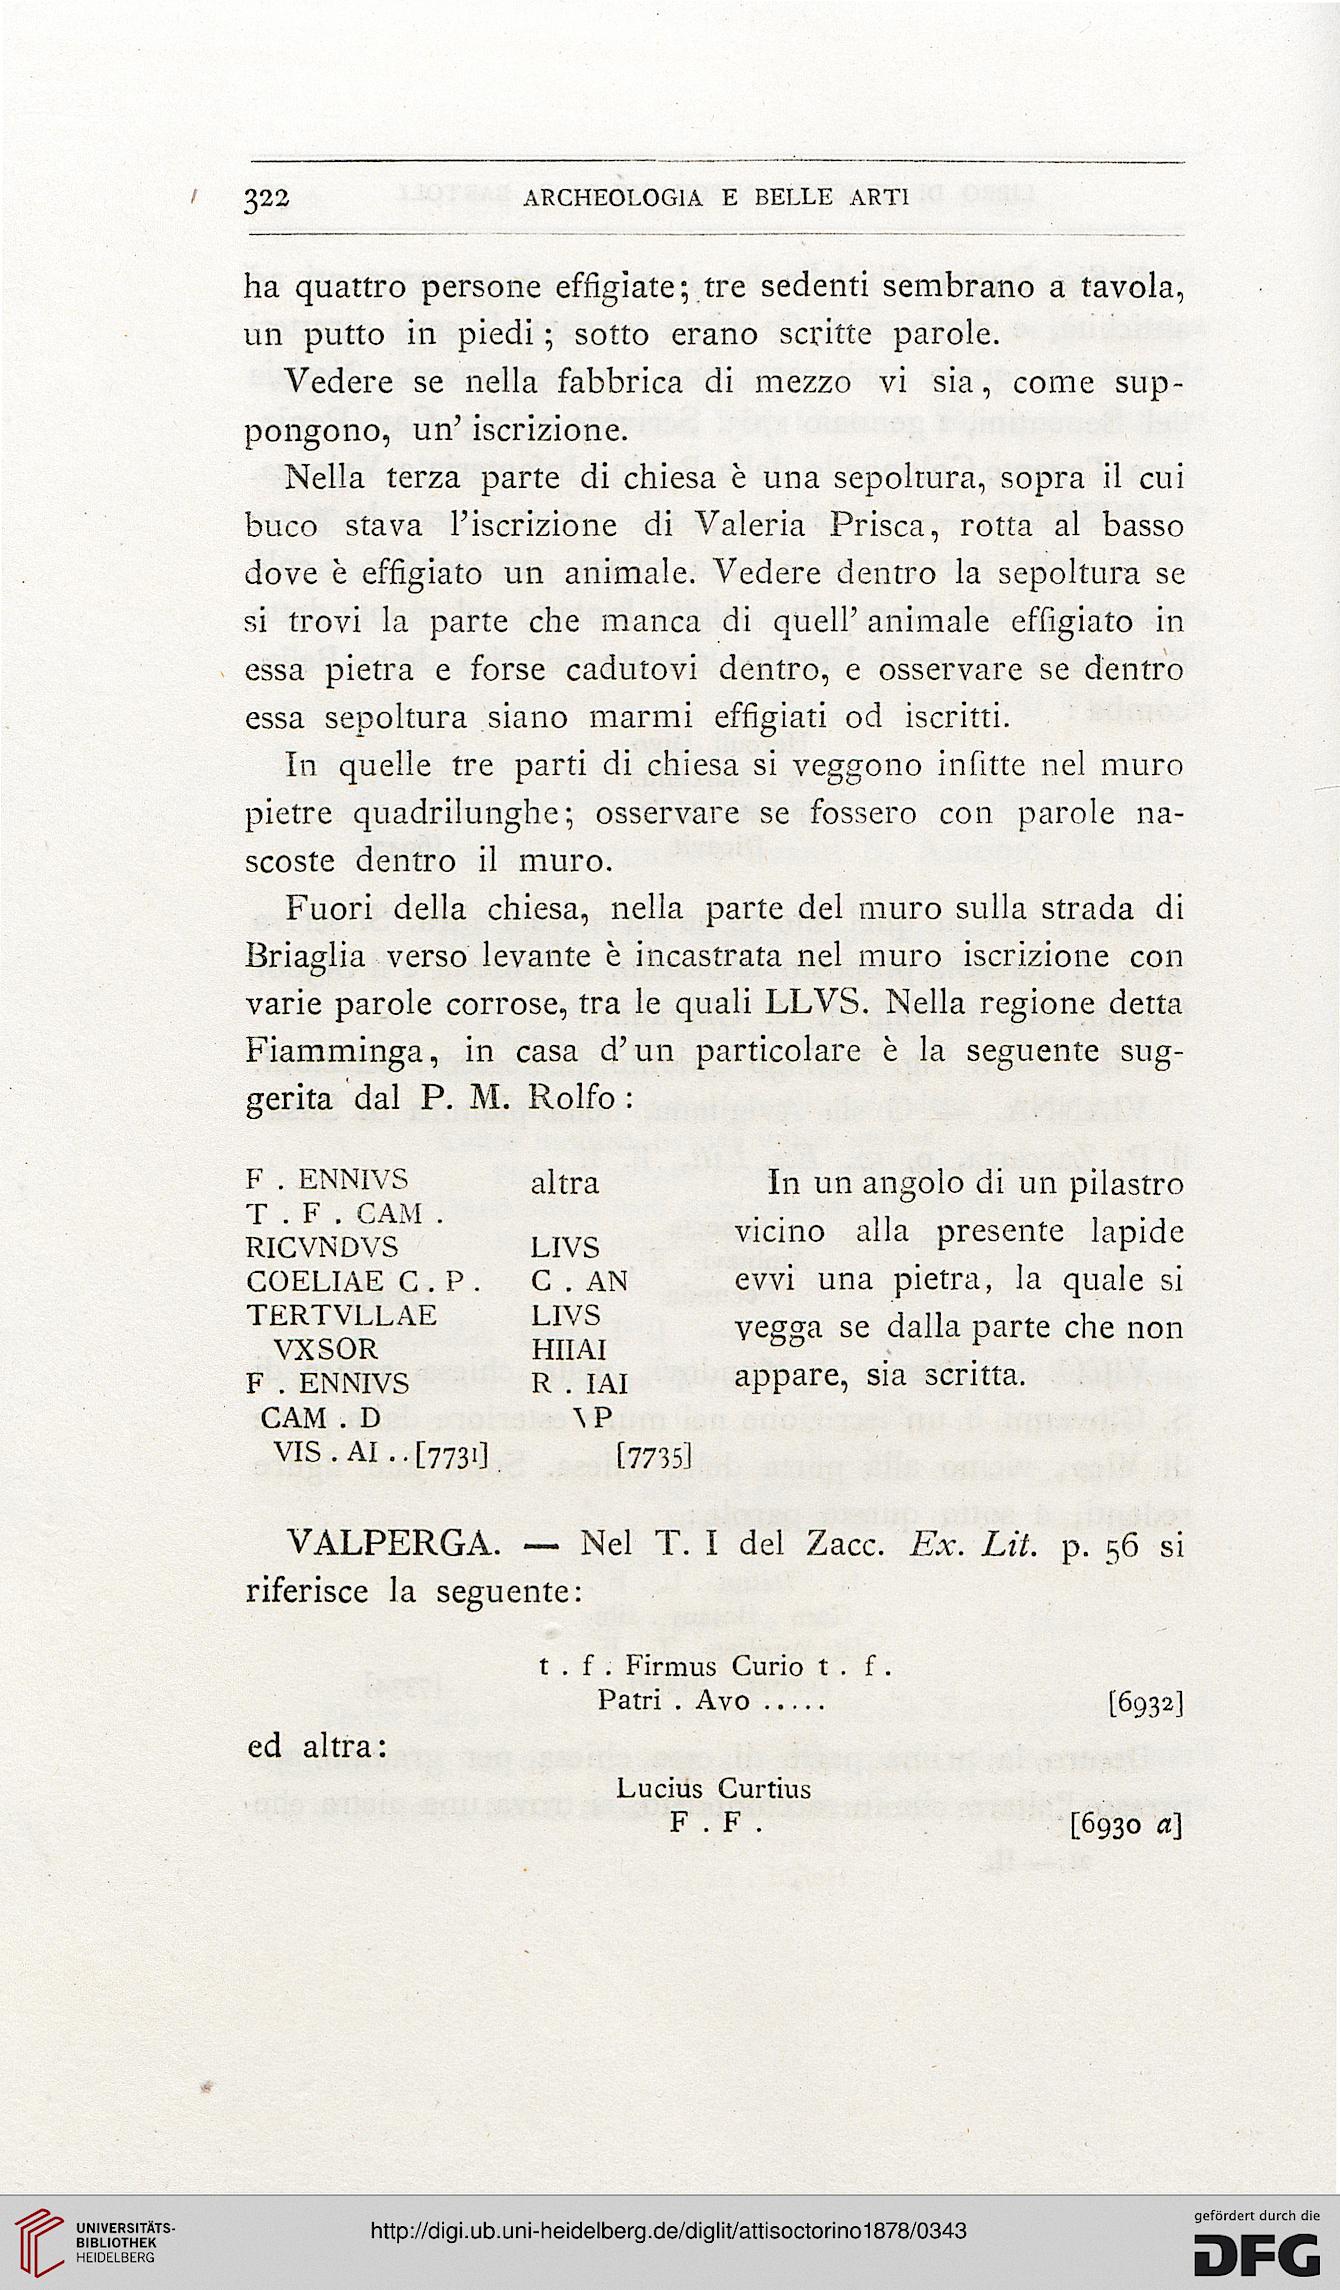 322 ARCHEOLOGIA E BELLE ARTI
ha quattro persone effigiate; tre sedenti sembrano a tavola,
un putto in piedi; sotto erano scritte parole.
Vedere se nella fabbrica di mezzo vi sia, come sup-
pongono, un' iscrizione.
Nella terza parte di chiesa è una sepoltura, sopra il cui
buco stava l'iscrizione di Valeria Prisca, rotta al basso
dove è effigiato un animale. Vedere dentro la sepoltura se
si trovi la parte che manca di quell' animale effigiato in
essa pietra e forse cadutovi dentro, e osservare se dentro
essa sepoltura siano marmi effigiati od iscritti.
In quelle tre parti di chiesa si veggono infitte nel muro
pietre quadrilunghe; osservare se fossero con parole na-
scoste dentro il muro.
Fuori della chiesa, nella parte del muro sulla strada di
Briaglia verso levante è incastrata nel muro iscrizione con
varie parole corrose, tra le quali LLVS. Nella regione detta
Fiamminga, in casa d'un particolare è la seguente sug-
gerita dal P. M. Rolfo:
F . ENNIVS
T . F . CAM .
RICVNDVS
COELIAE C . P .
TERTVLLAE
VXSOR
F . ENNIVS
CAM . D
VIS . AI . . [7731]
altra
LIVS
C . AN
LIVS
HIIAI
R . IAI
\ P
[7735]
In un angolo di un pilastro
vicino alla presente lapide
evvi una pietra, la quale si
vegga se dalla parte che non
appare, sia scritta.
VALPERGA. — Nel T. I del Zacc. Ex. Lit. p. 56 si
riferisce la seguente:
t . f . Firmus Curio t . f .
Patri . Avo ..... [6932]
ed altra:
Lucius Curtius
F . F . [6930 a]
UNIVERSITÄTS-
BIBLIOTHEK
HEIDELBERG
http://digi.ub.uni-heidelberg.de/diglit/attisoctorino1878/0343
gefördert durch die
DFG